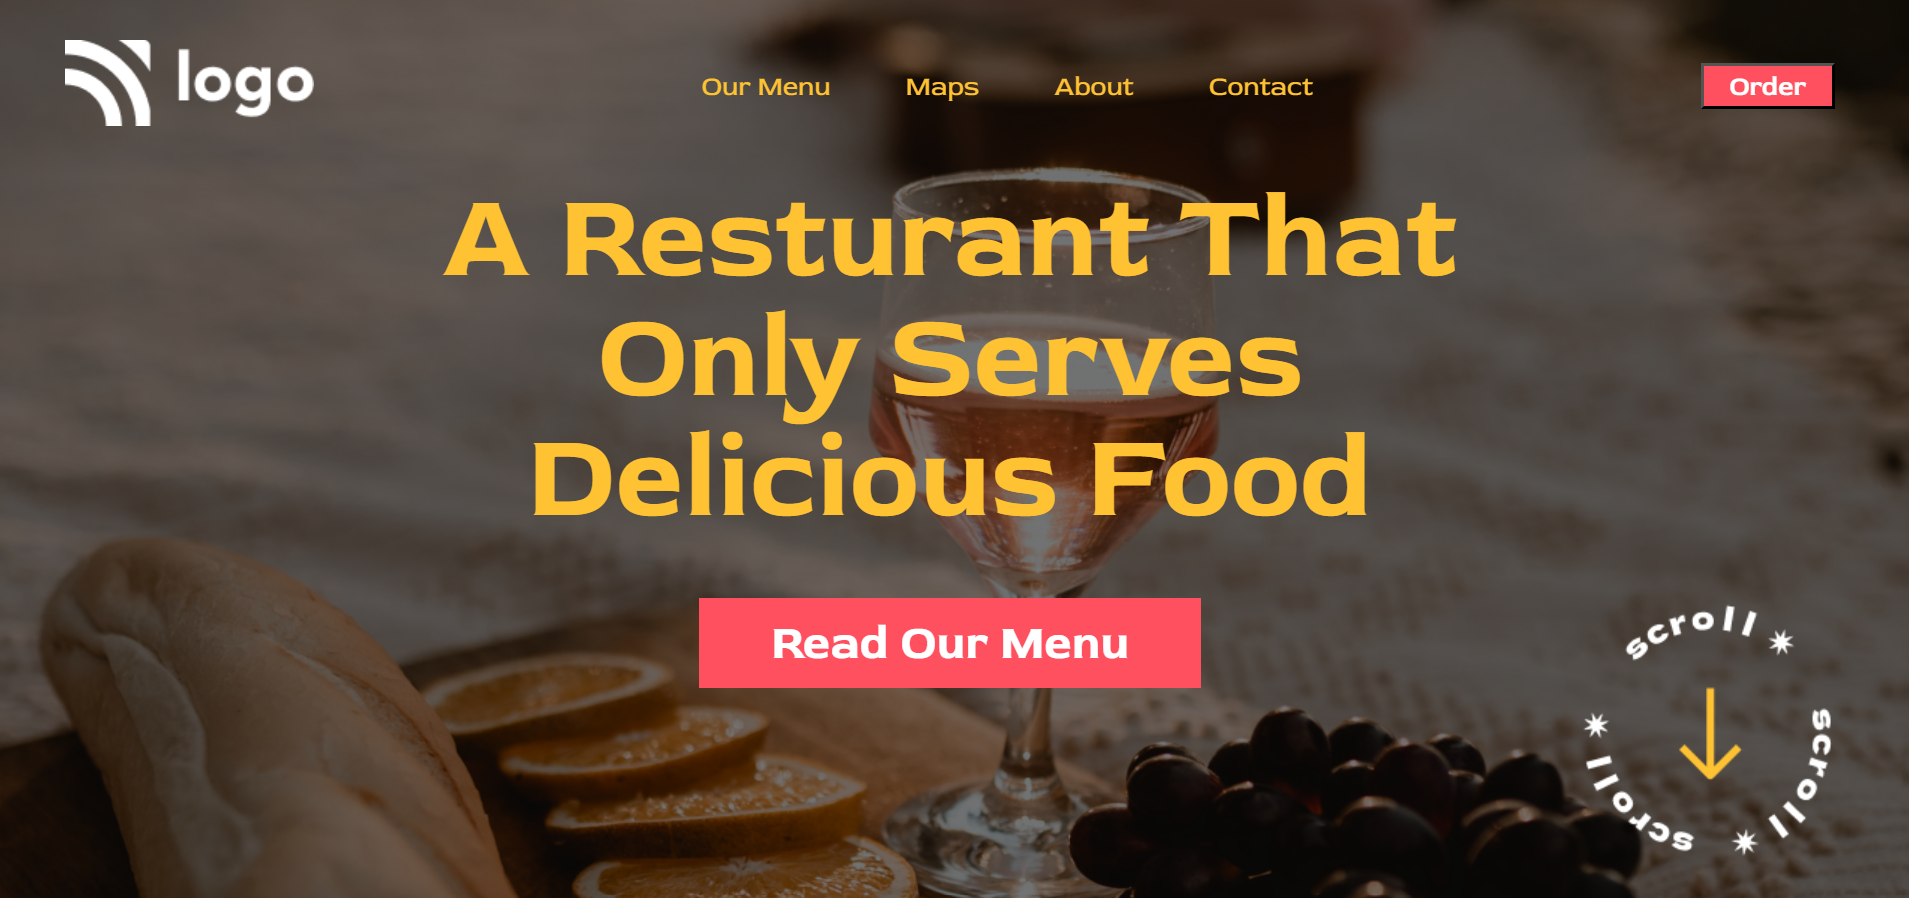 logo
Our Menu
Maps
About
Contact
Order
A Resturant That
Only Serves
Delicious Food
Read Our Menu
scroll
scroll
scroll